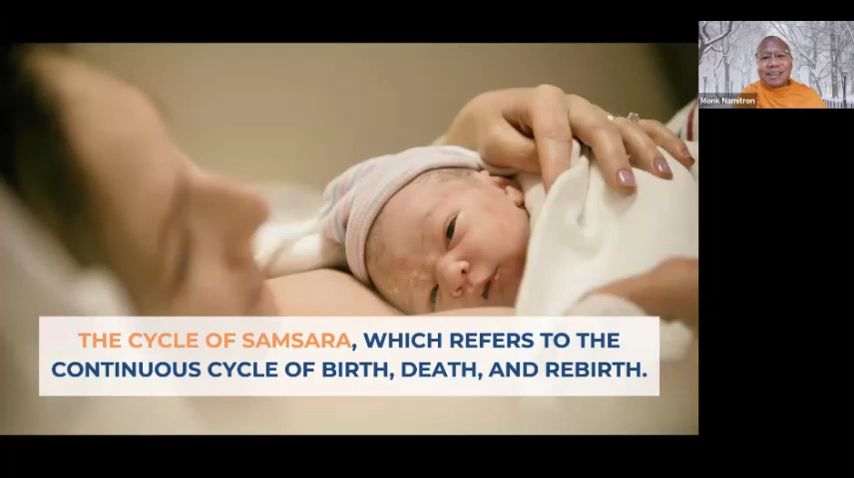 Monk Namitron
THE CYCLE OF SAMSARA, WHICH REFERS TO THE
CONTINUOUS CYCLE OF BIRTH, DEATH, AND REBIRTH.